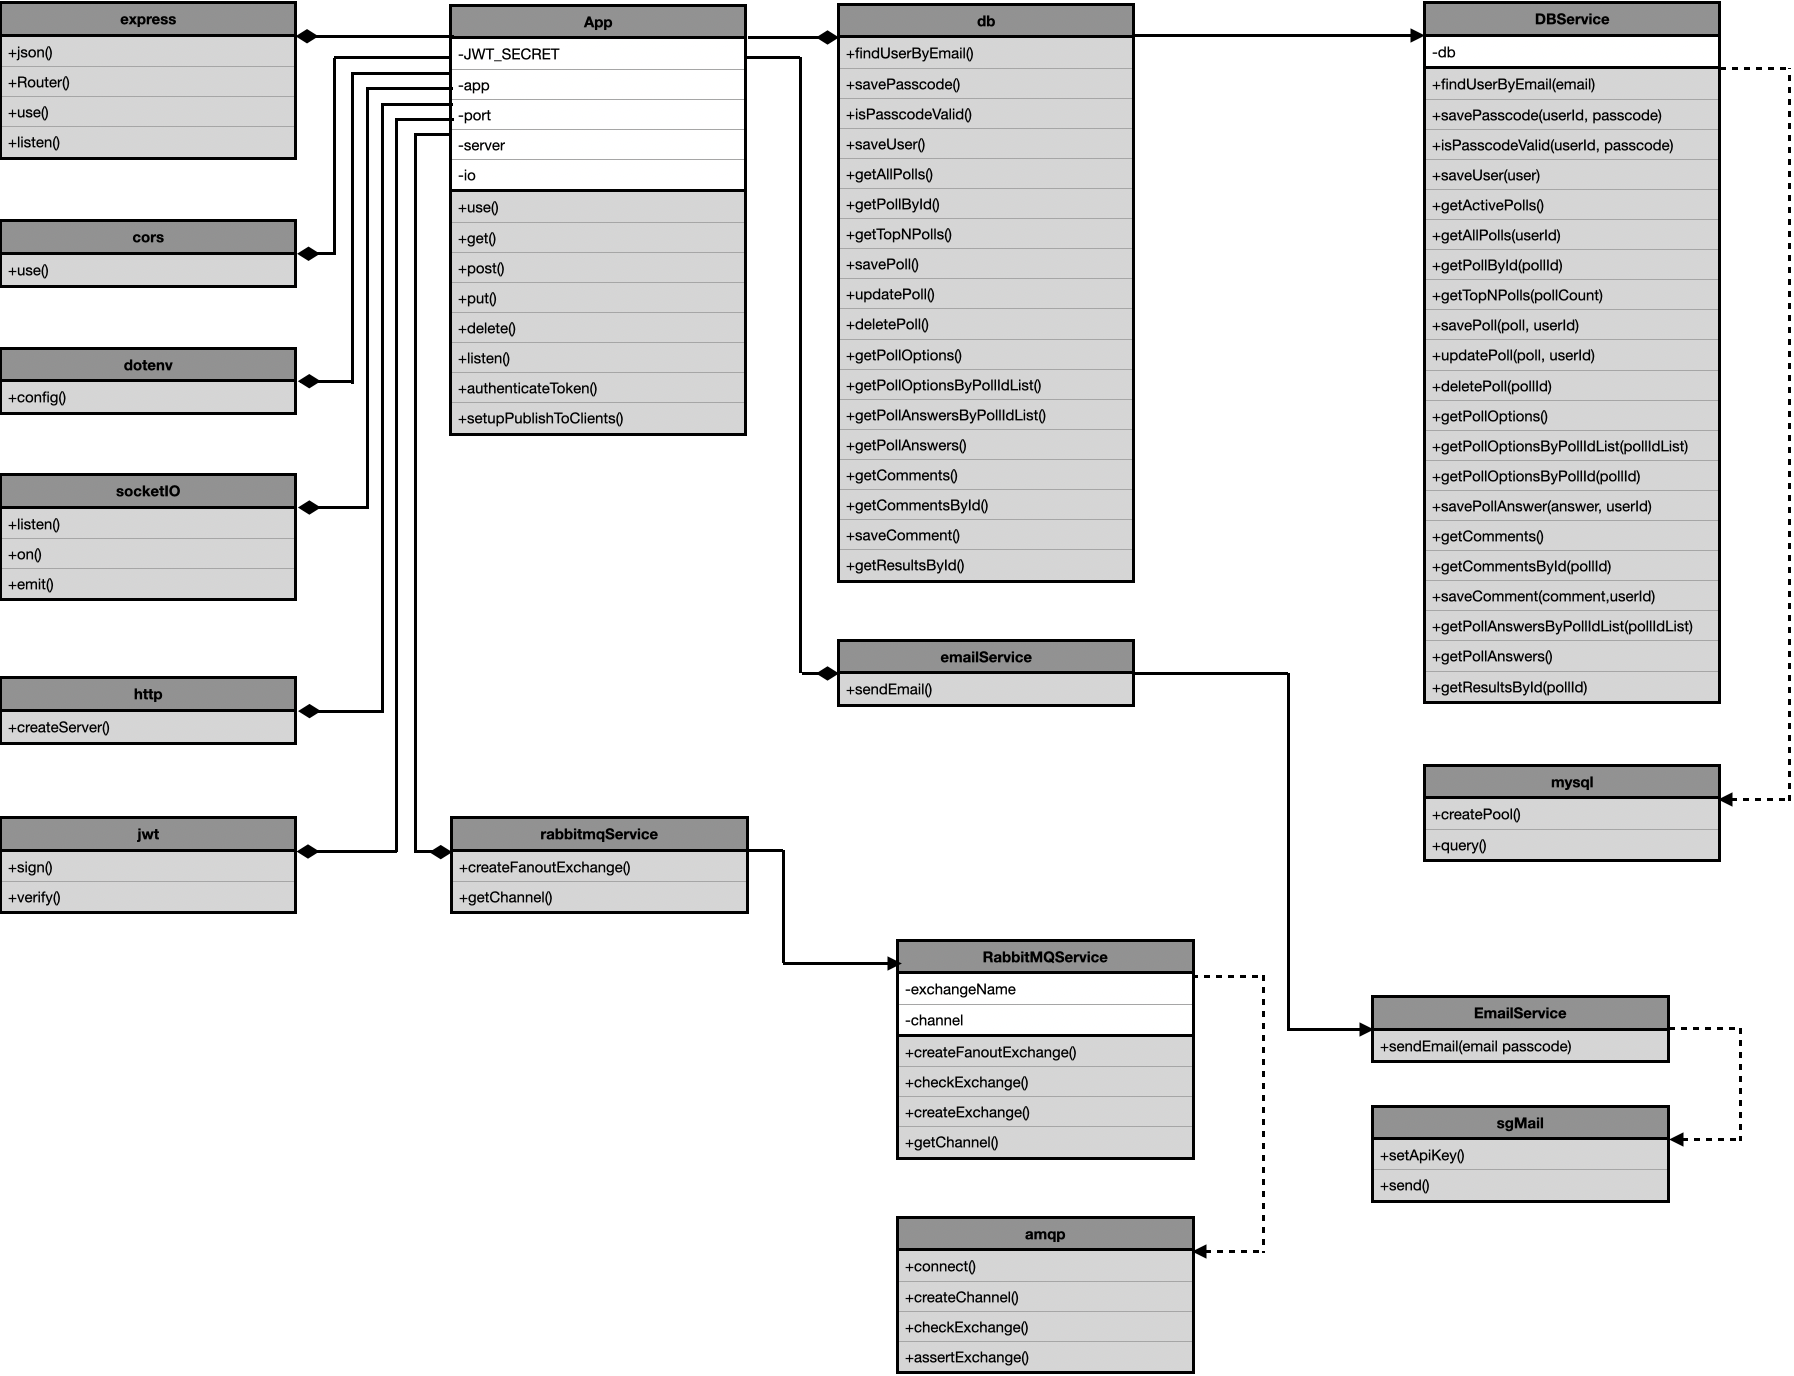 express
+json()
+Router()
+use()
+listen()
cors
+use()
dotenv
+config()
socketIO
+listen()
+on()
+emit()
http
+createServer()
jwt
+sign()
+verify()
App
-JWT_SECRET
-app
-port
-server
-io
+use()
+get()
+post()
+put()
+delete()
+listen()
+authenticateToken()
+setupPublishToClients()
rabbitmqService
+createFanoutExchange()
+getChannel()
db
+findUserByEmail()
+savePasscode()
+isPasscodeValid()
+saveUser()
+getAllPolls()
+getPollById()
+getTopNPolls()
+savePoll()
+updatePoll()
+deletePoll()
+getPollOptions()
+getPollOptionsByPollIdList()
+getPollAnswersByPollIdList()
+getPollAnswers()
+getComments()
+getCommentsById()
+saveComment()
+getResultsById()
emailService
+sendEmail()
RabbitMQService
-exchangeName
-channel
+createFanoutExchange()
+checkExchange()
+createExchange()
+getChannel()
amqp
+connect()
+createChannel()
+checkExchange()
+assertExchange()
DBService
-db
+findUserByEmail(email)
+savePasscode(userId, passcode)
+isPasscodeValid(userId, passcode)
+saveUser(user)
+getActivePolls()
+getAllPolls(userId)
+getPollById(pollId)
+getTopNPolls(pollCount)
+savePoll(poll, userId)
+updatePoll(poll, userId)
+deletePoll(pollId)
+getPollOptions()
+getPollOptionsByPollIdList(pollIdList)
+getPollOptionsByPollId(pollId)
+savePollAnswer(answer, userId)
+getComments()
+getCommentsById(pollId)
+saveComment(comment,userId)
+getPollAnswersByPollIdList(pollIdList)
+getPollAnswers()
+getResultsById(pollId)
mysql
+createPool()
+query()
EmailService
+sendEmail(email passcode)
sgMail
+setApiKey()
+send()